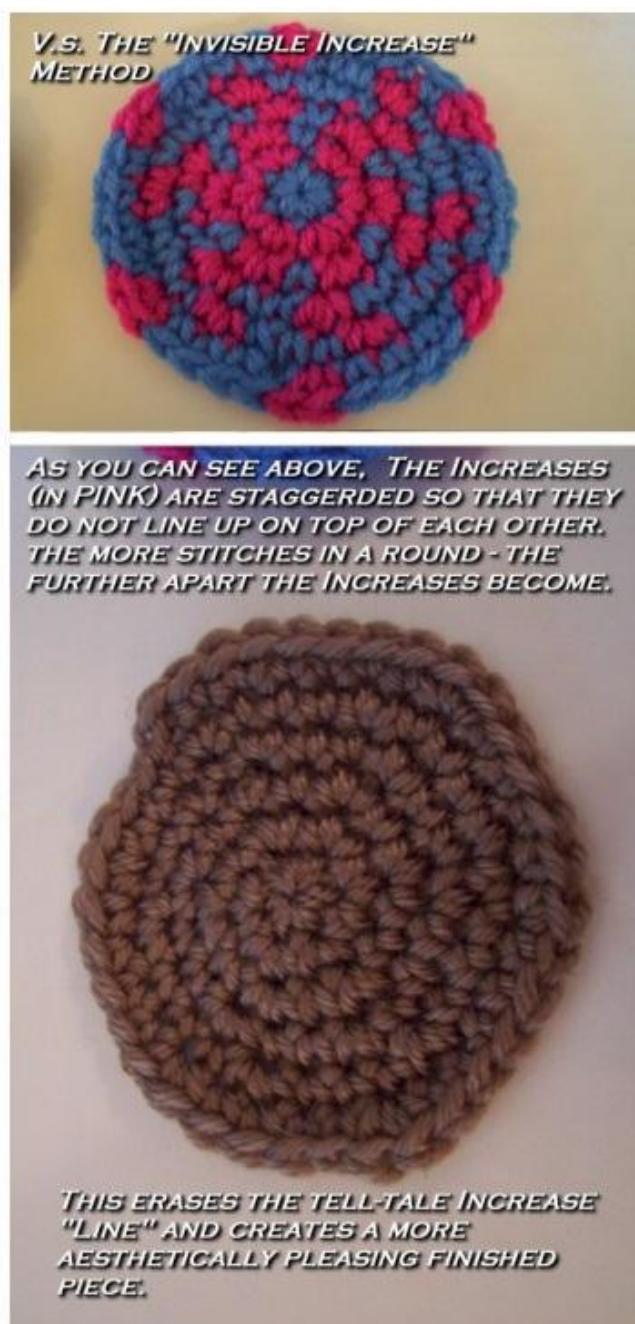 V.s. The "Invisible Increase"
Method
As you can see above, The Increases
(in PINK) are staggerded so that they
do not line up on top of each other.
the more stitches in a round - the
further apart the Increases become.
This erases the tell-tale Increase
"Line" and creates a more
aesthetically pleasing finished
piece.